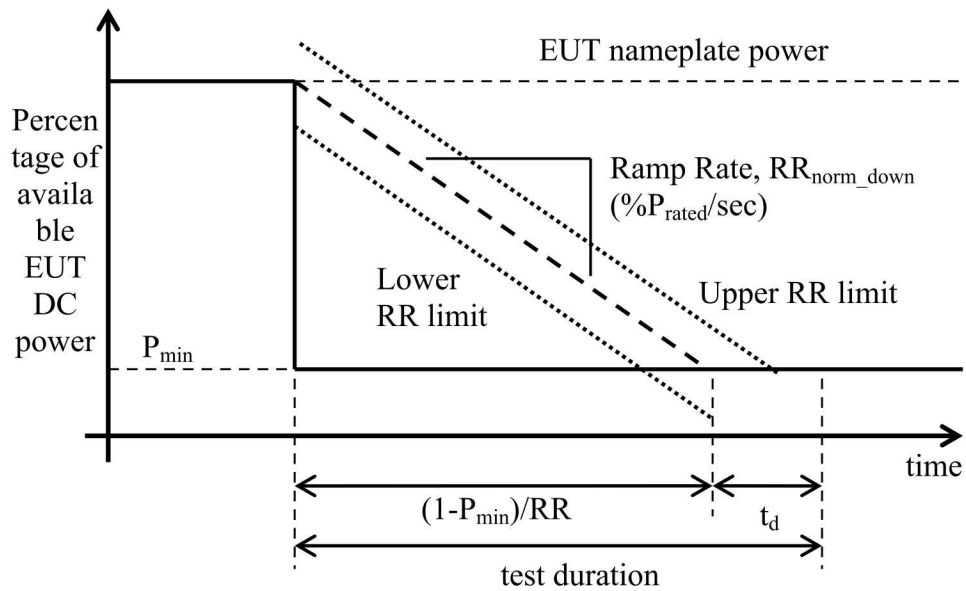 EUT nameplate power
Percen
tage of
availa
ble
EUT
DC
power
Ramp Rate, RRnorm_down
(%Prated/sec)
Lower
RR limit
Upper RR limit
Pmin
time
(1-Pmin)/RR
td
test duration